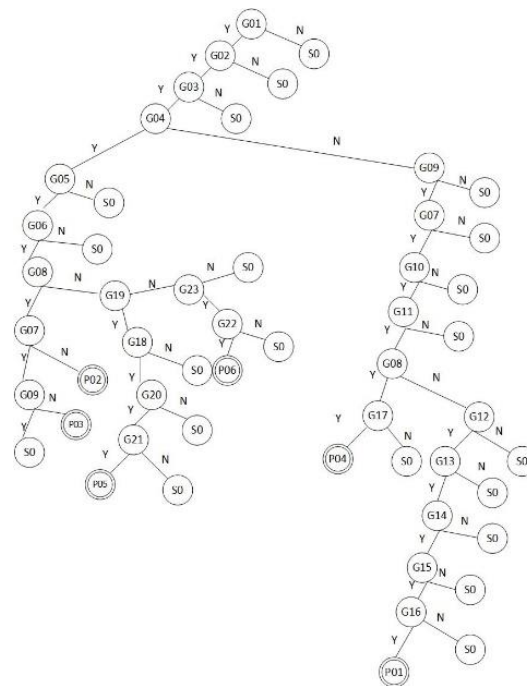 G01
Y N
G02 S0
Y N
G03 S0
Y N
G04 S0
Y N
G05 G09
Y N Y N
G06 S0 G07 S0
Y N Y N
G08 S0 G10 S0
Y N Y N
G19 N G23 N S0 G11 S0
Y Y Y N
G07 G18 G22 G08 S0
Y N Y N Y N Y N
G09 P02 S0 P06 S0 G17 G12
Y N Y N Y N Y N
S0 P03 G20 S0 P04 S0 G13 S0
Y N Y N
G21 S0 G14 S0
Y N Y N
P05 S0 G15 S0
Y N
G16 S0
Y N
P01 S0